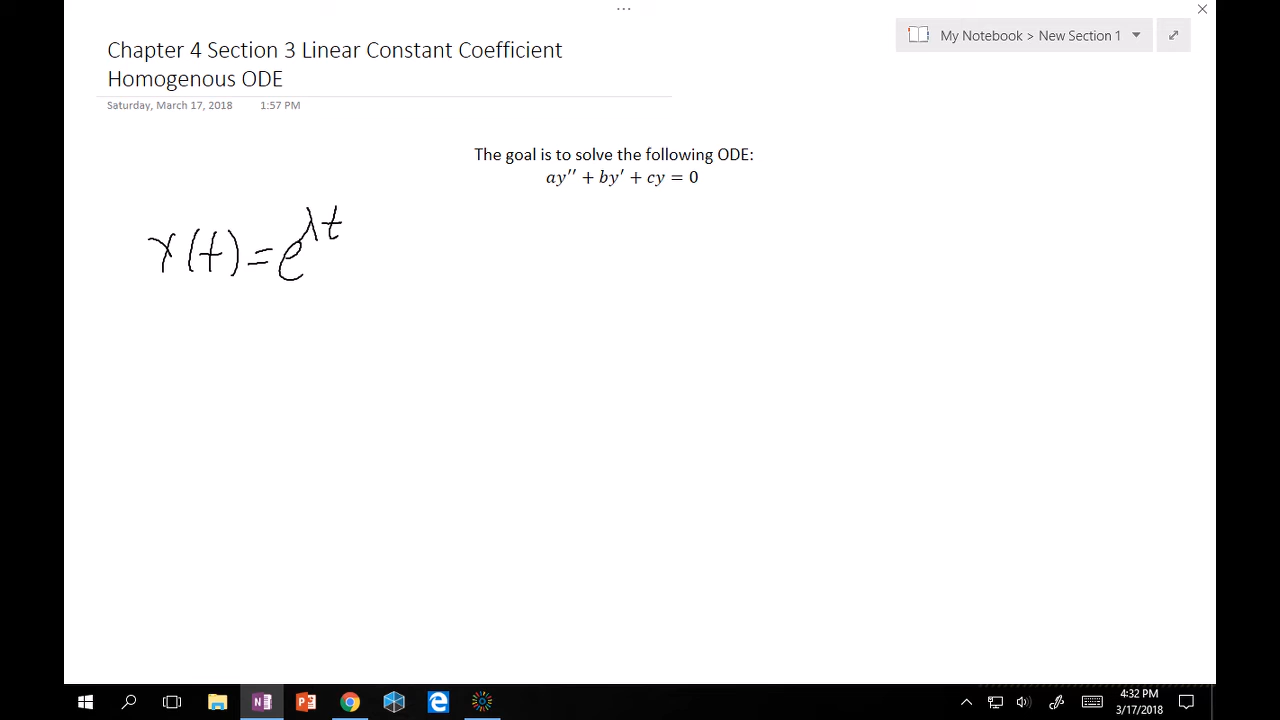 ...
My Notebook > New Section 1
Chapter 4 Section 3 Linear Constant Coefficient
Homogenous ODE
Saturday, March 17, 2018 1:57 PM
The goal is to solve the following ODE:
ay′′ + by′ + cy = 0
γ(t) = e^λt
4:32 PM
3/17/2018